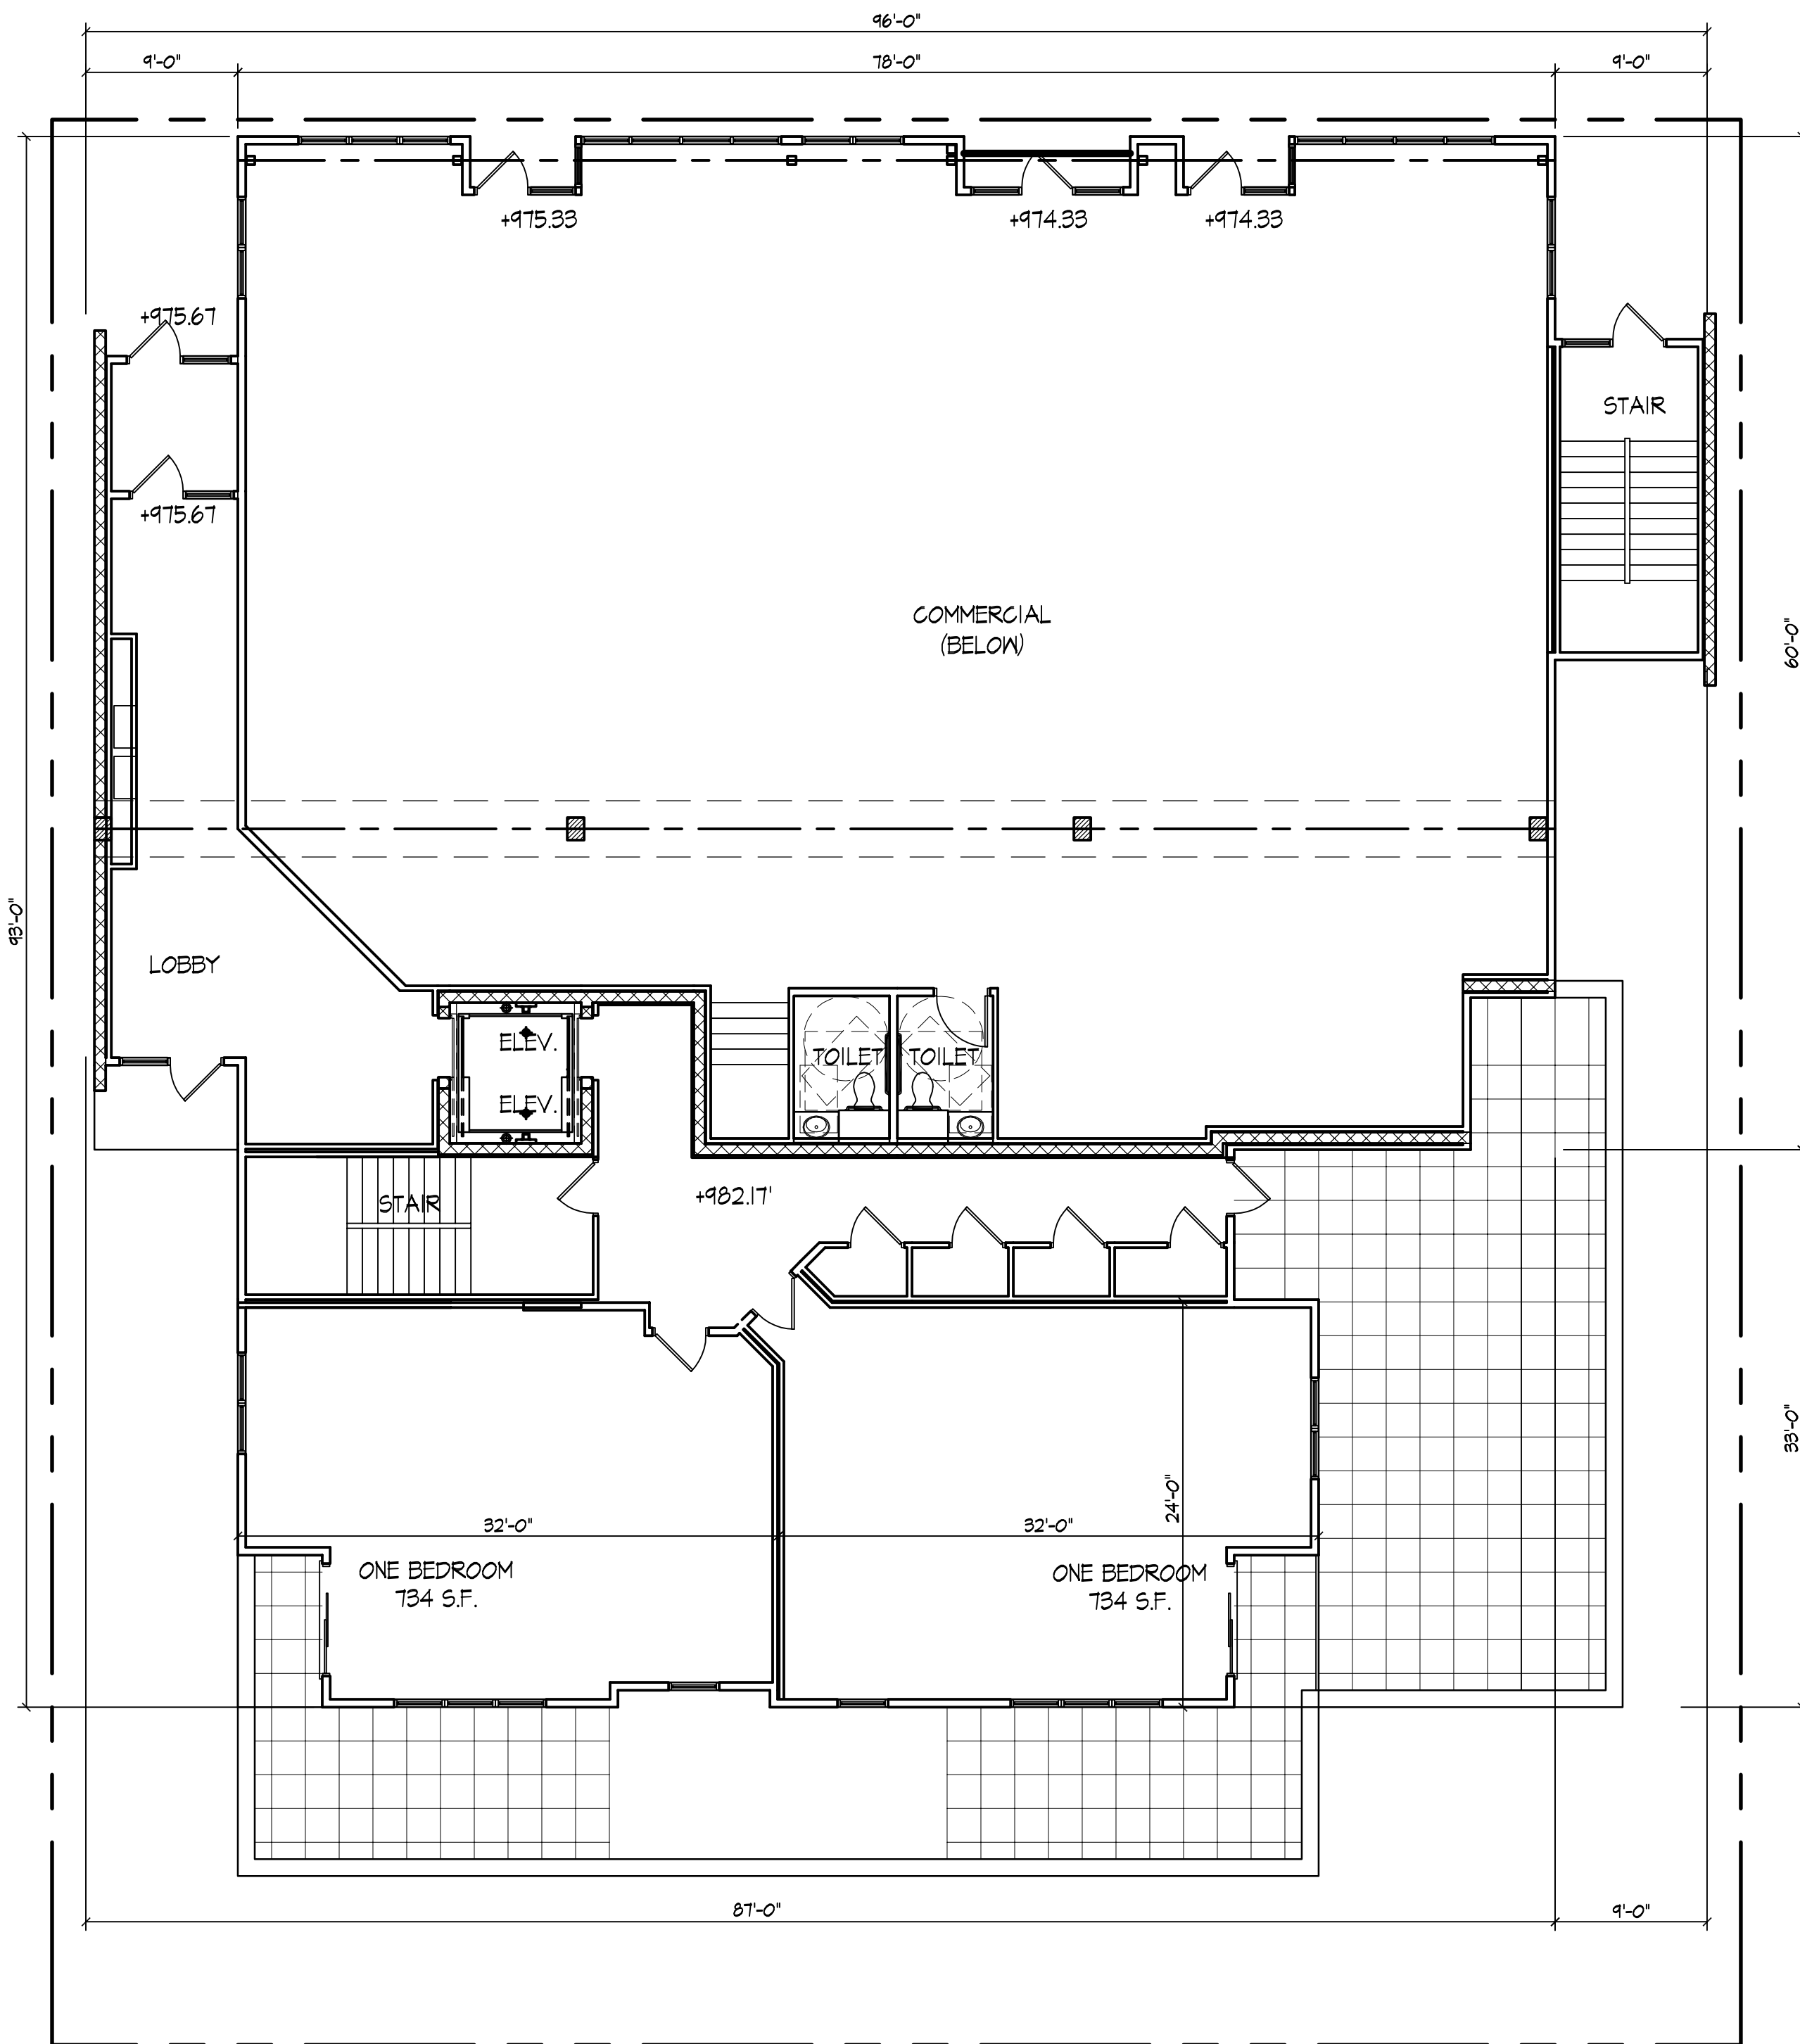 96'-0"
9'-0"
78'-0"
9'-0"
+975.33
+974.33
+974.33
+975.67
STAIR
+975.67
COMMERCIAL
(BELOW)
60'-0"
93'-0"
LOBBY
ELEV.
TOILET
TOILET
ELEV.
STAIR
+982.17'
33'-0"
24'-0"
32'-0"
32'-0"
ONE BEDROOM
734 S.F.
ONE BEDROOM
734 S.F.
87'-0"
9'-0"